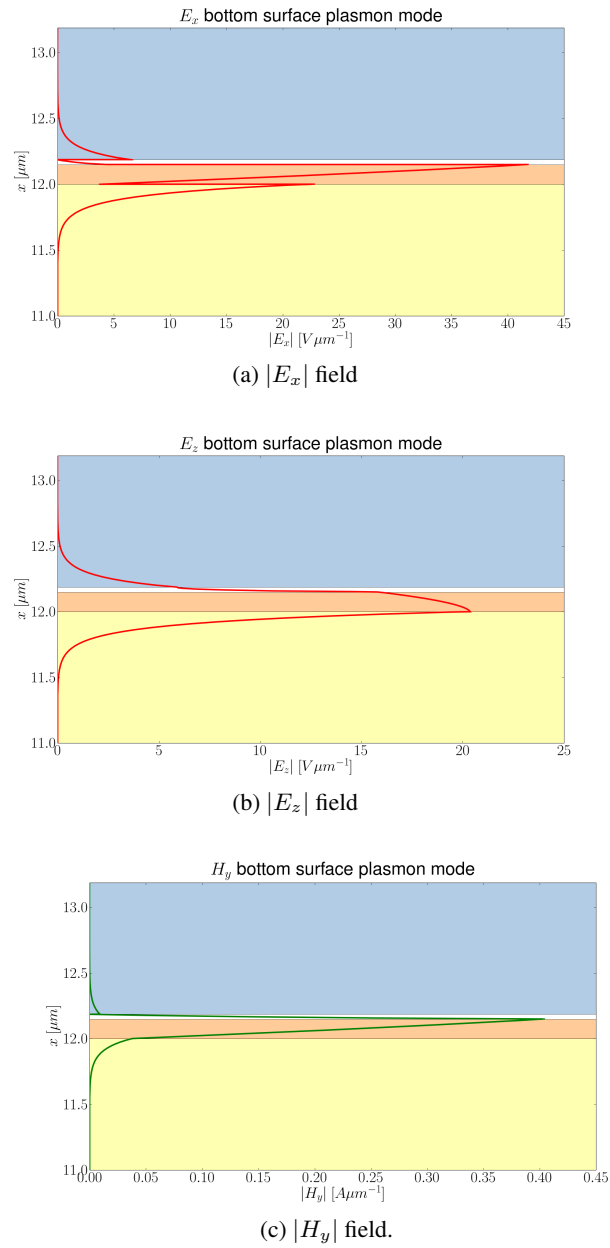 E_x bottom surface plasmon mode
13.0
12.5
12.0
11.5
11.0
x [μm]
0 5 10 15 20 25 30 35 40 45
|E_x| [V μm⁻¹]
(a) |E_x| field
E_z bottom surface plasmon mode
13.0
12.5
12.0
11.5
11.0
x [μm]
0 5 10 15 20 25
|E_z| [V μm⁻¹]
(b) |E_z| field
H_y bottom surface plasmon mode
13.0
12.5
12.0
11.5
11.0
x [μm]
0.00 0.05 0.10 0.15 0.20 0.25 0.30 0.35 0.40 0.45
|H_y| [Aμm⁻¹]
(c) |H_y| field.